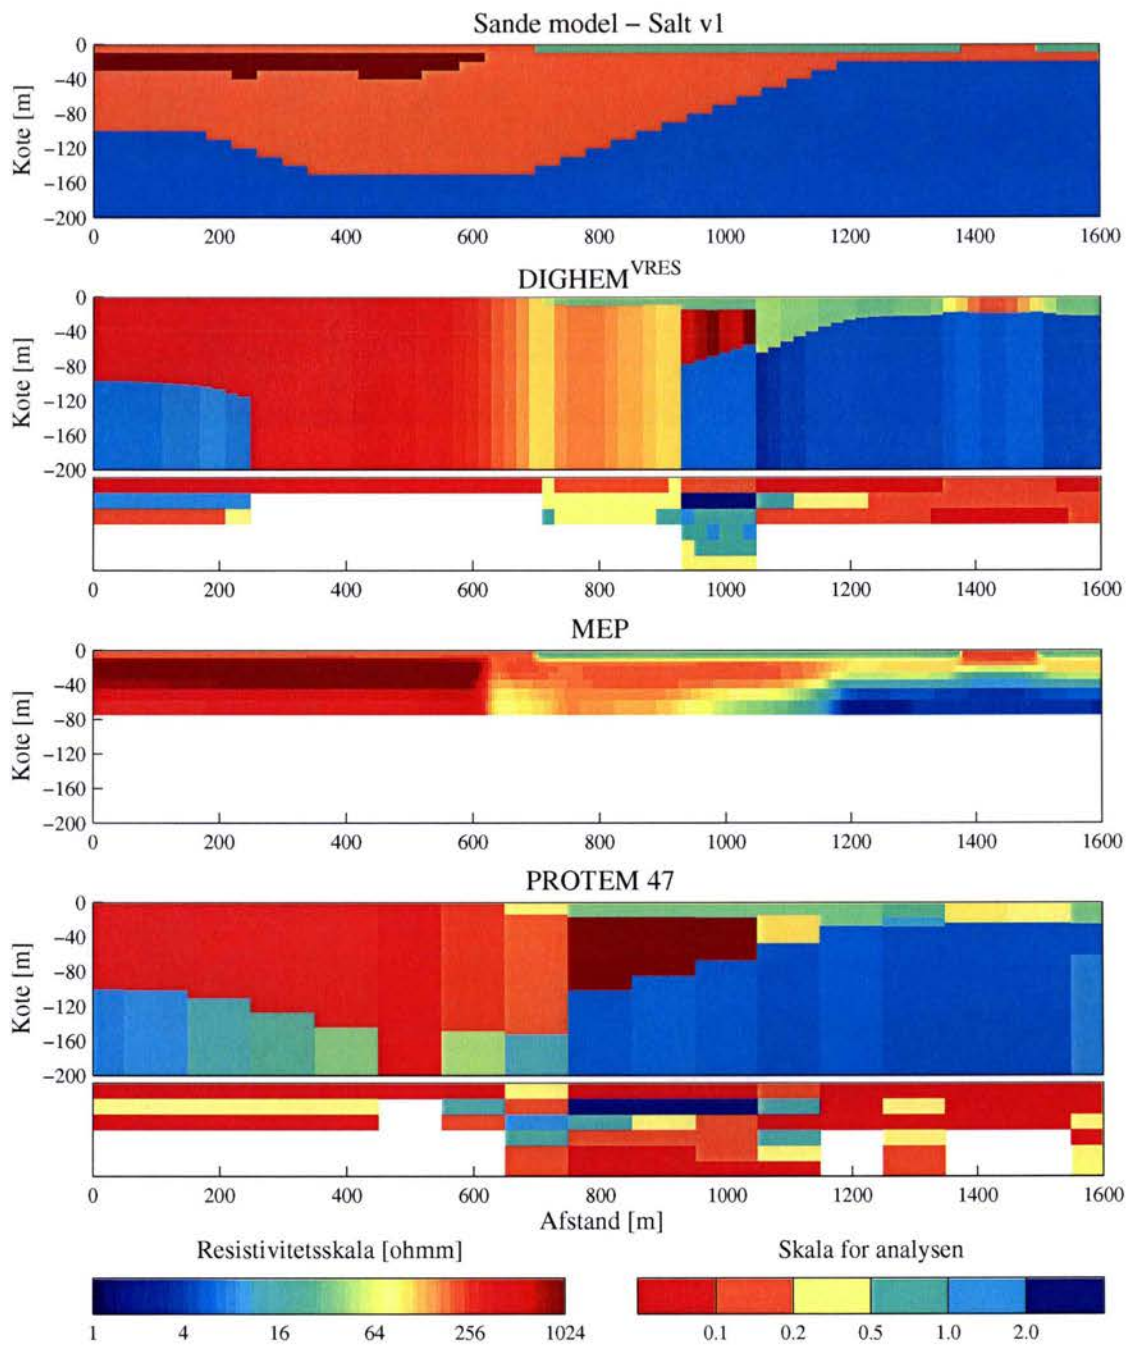 Sande model – Salt v1
Kote [m]
0
−40
−80
−120
−160
−200
0 200 400 600 800 1000 1200 1400 1600
DIGHEM^VRES
Kote [m]
0
−40
−80
−120
−160
−200
0 200 400 600 800 1000 1200 1400 1600
MEP
Kote [m]
0
−40
−80
−120
−160
−200
0 200 400 600 800 1000 1200 1400 1600
PROTEM 47
Kote [m]
0
−40
−80
−120
−160
−200
0 200 400 600 800 1000 1200 1400 1600
Afstand [m]
Resistivitetsskala [ohmm]
1 4 16 64 256 1024
Skala for analysen
0.1 0.2 0.5 1.0 2.0